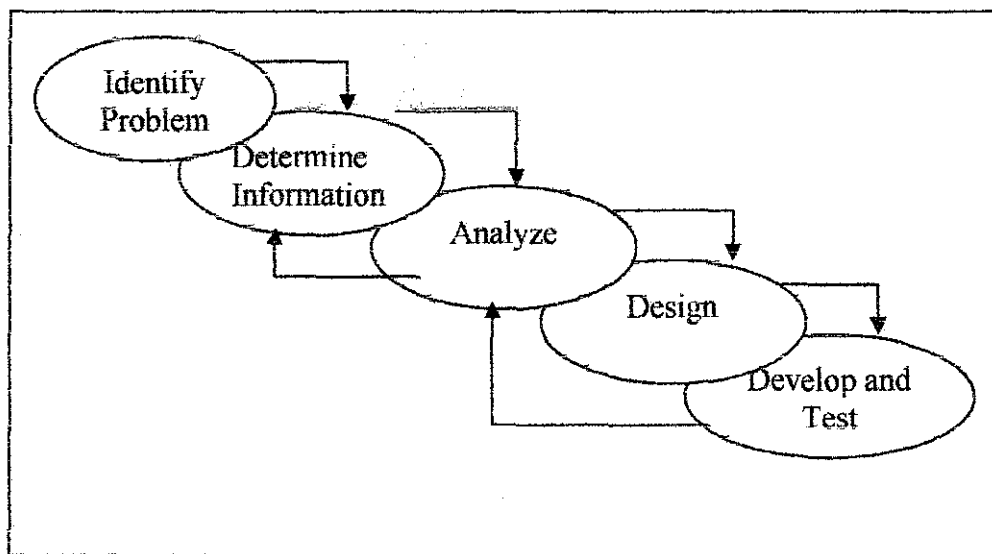 Identify
Problem
Determine
Information
Analyze
Design
Develop and
Test